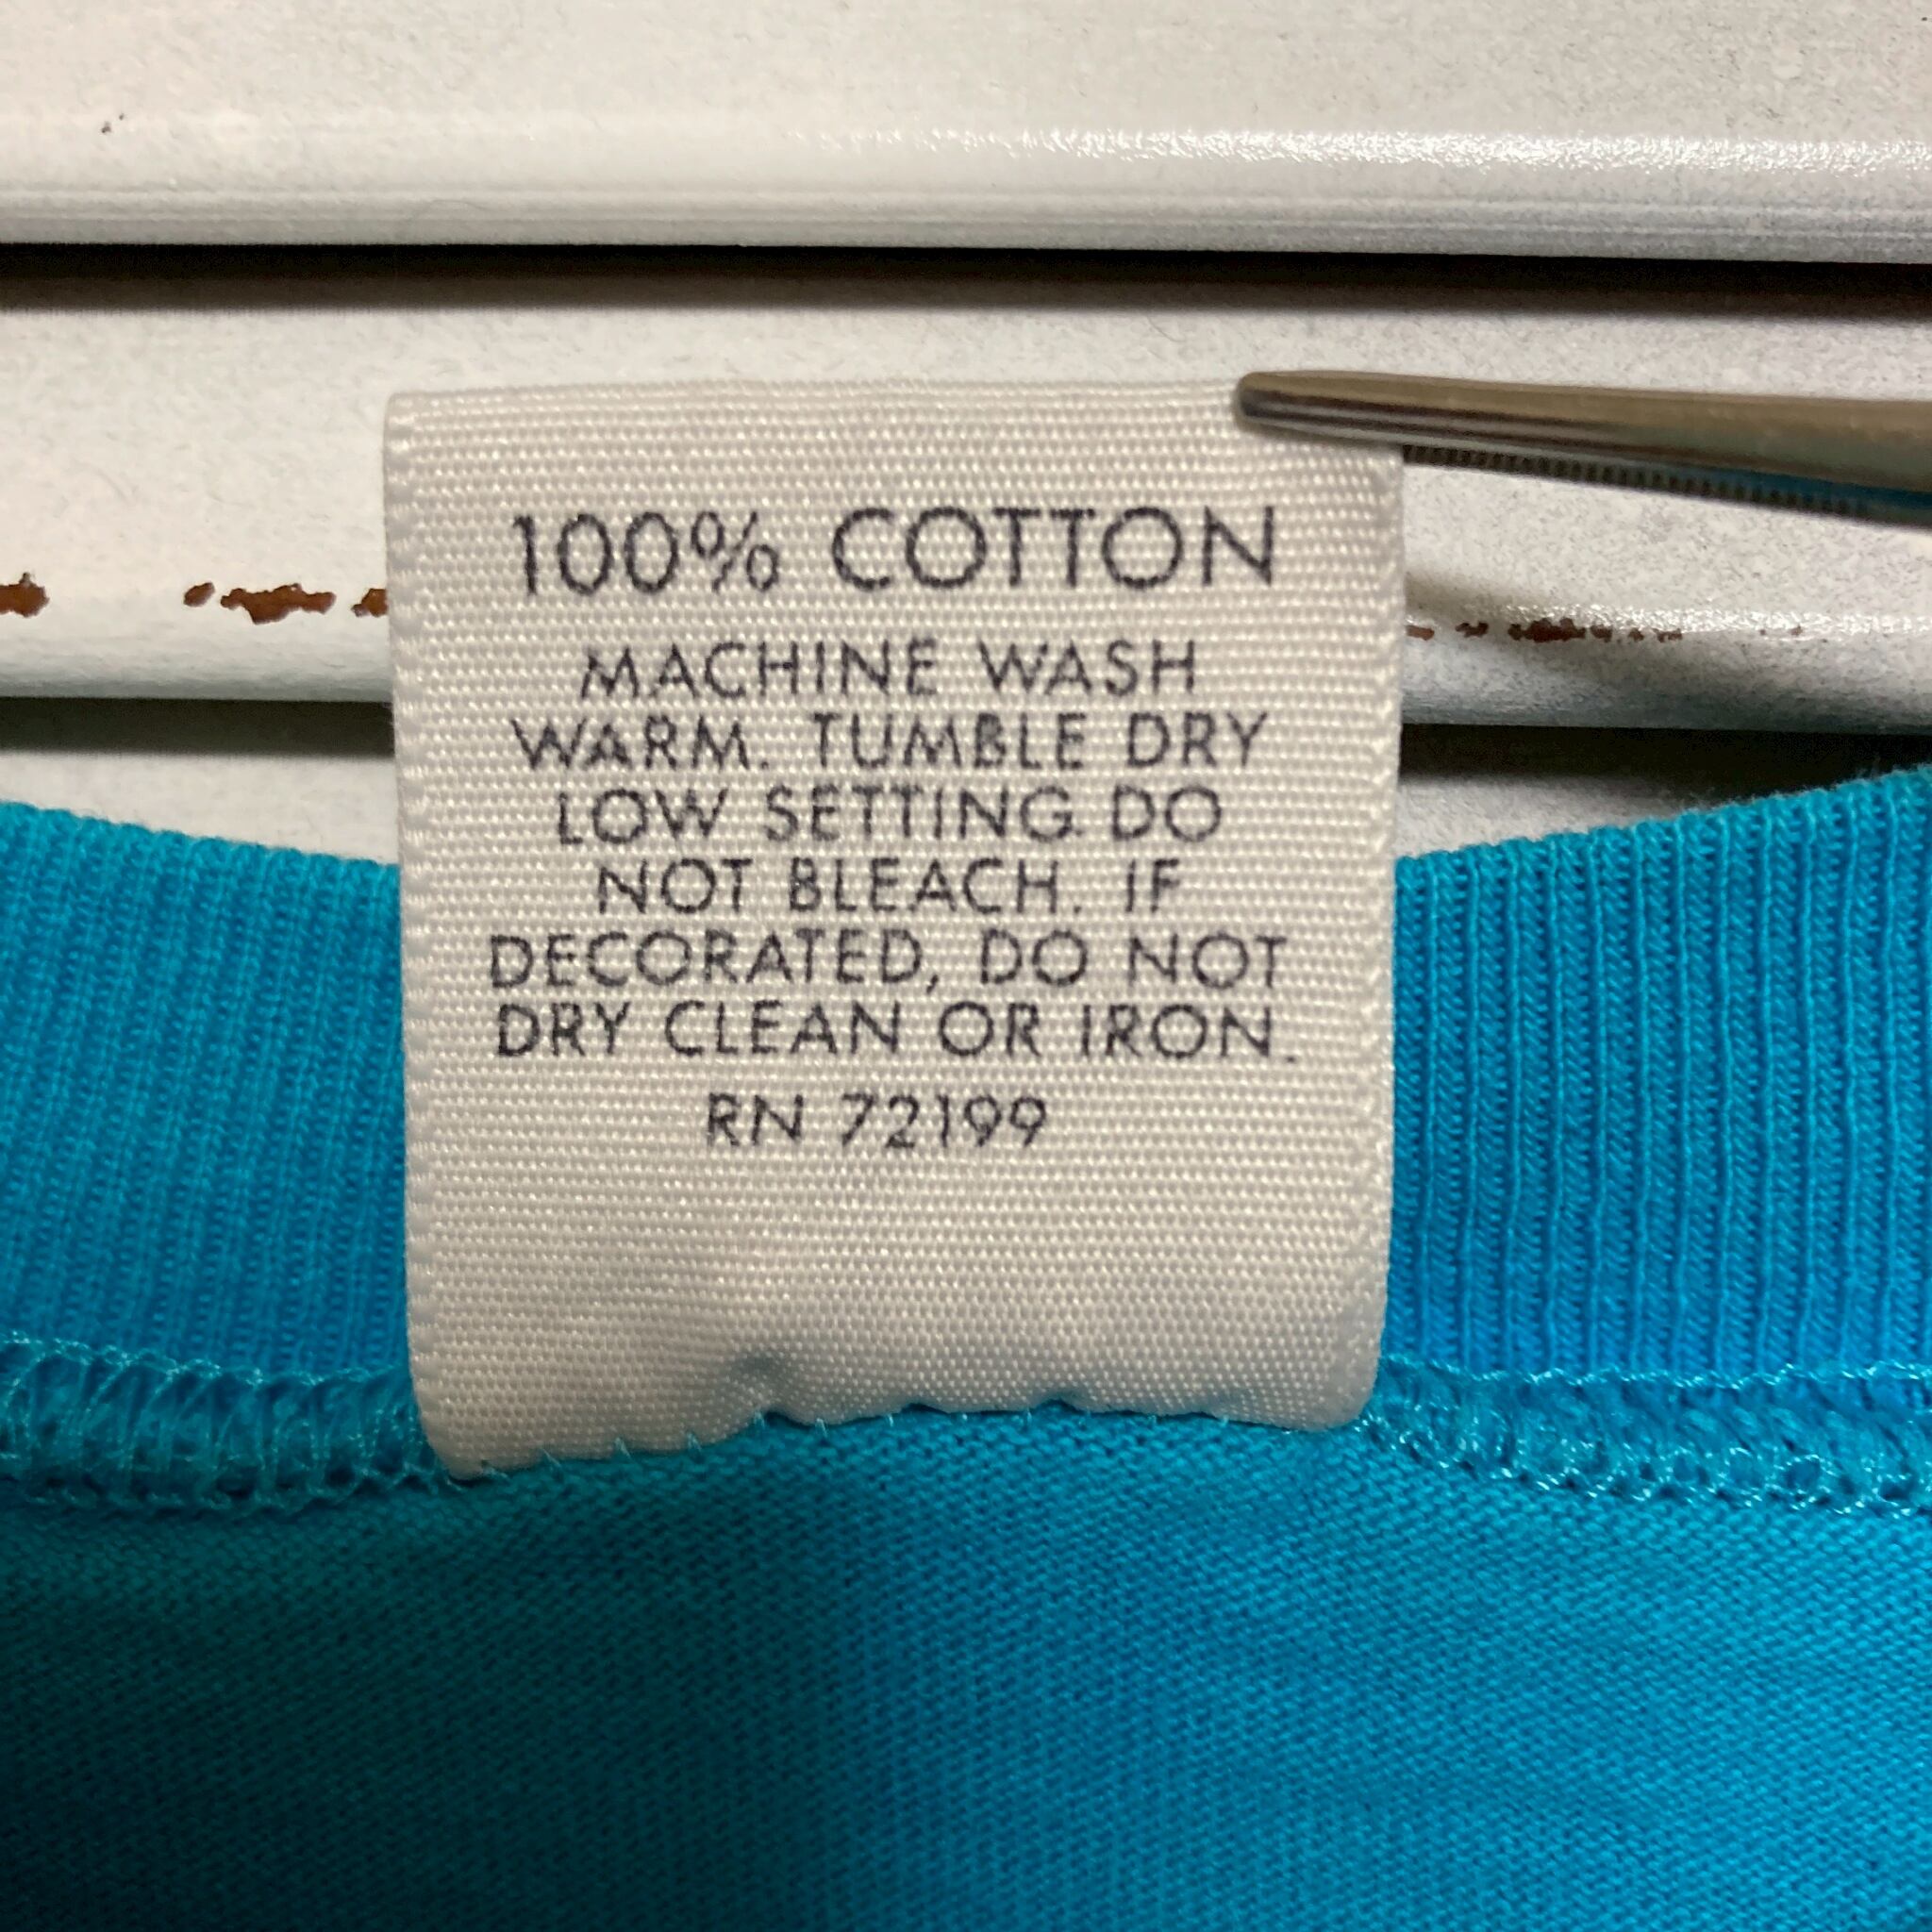 100% COTTON
MACHINE WASH
WARM. TUMBLE DRY
LOW SETTING. DO
NOT BLEACH. IF
DECORATED, DO NOT
DRY CLEAN OR IRON.
RN 72199